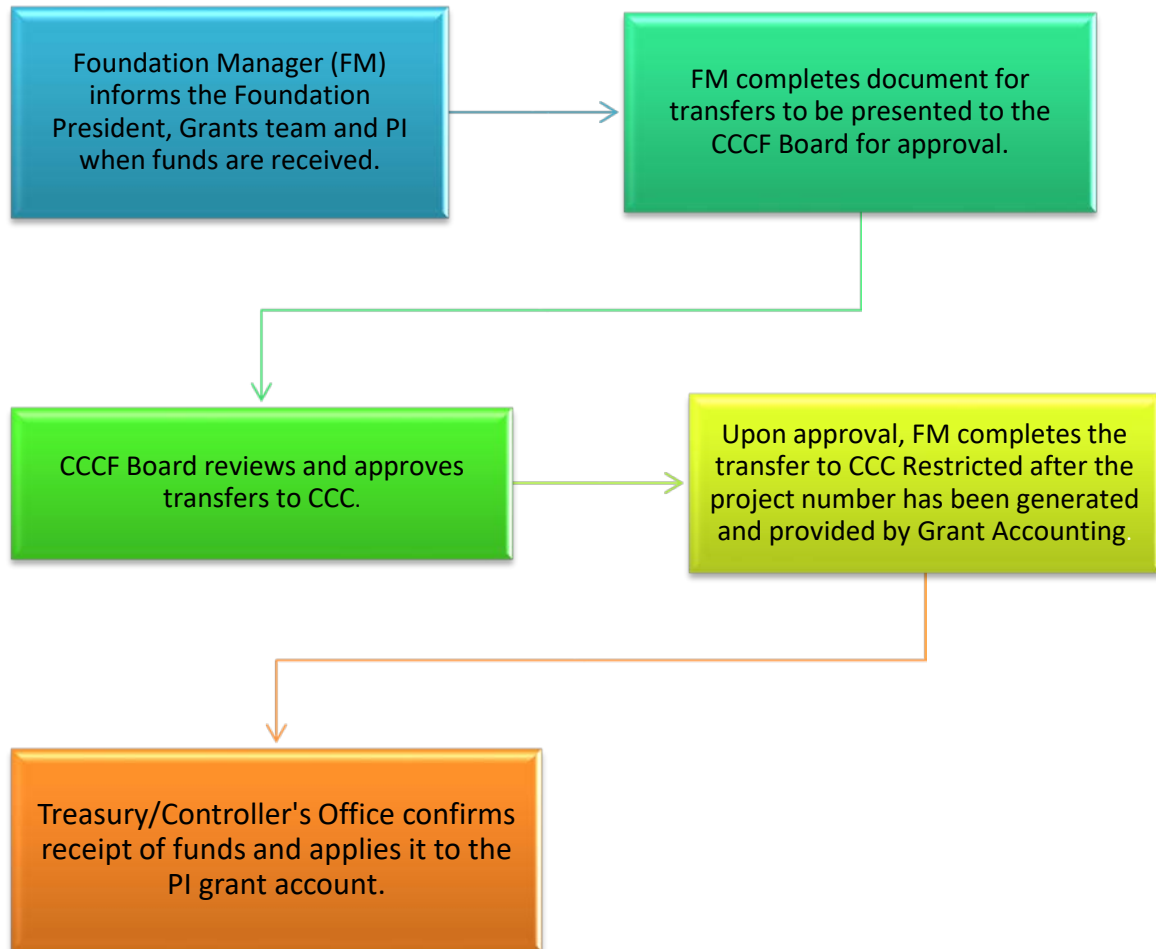 Foundation Manager (FM)
informs the Foundation
President, Grants team and PI
when funds are received.
FM completes document for
transfers to be presented to the
CCCF Board for approval.
CCCF Board reviews and approves
transfers to CCC.
Upon approval, FM completes the
transfer to CCC Restricted after the
project number has been generated
and provided by Grant Accounting.
Treasury/Controller's Office confirms
receipt of funds and applies it to the
PI grant account.